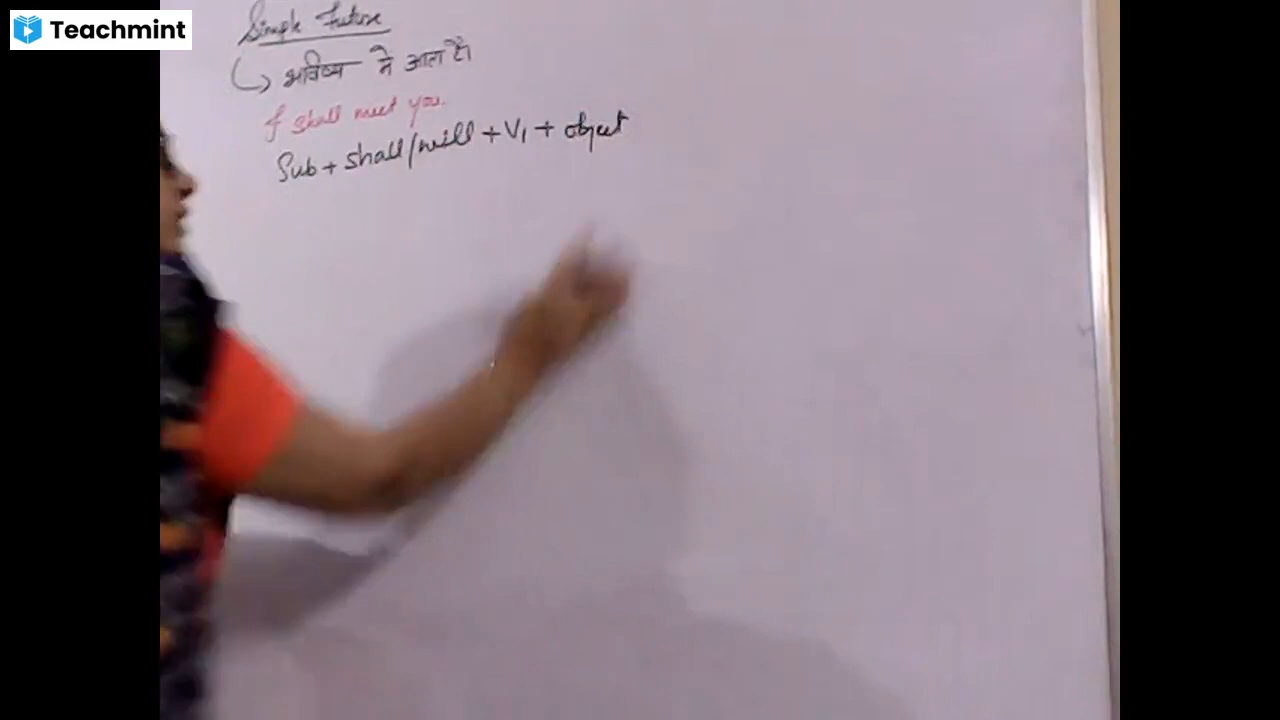 Teachmint
Simple Future
भविष्य में आता है।
I shall meet you.
Sub + shall/will + V1 + object